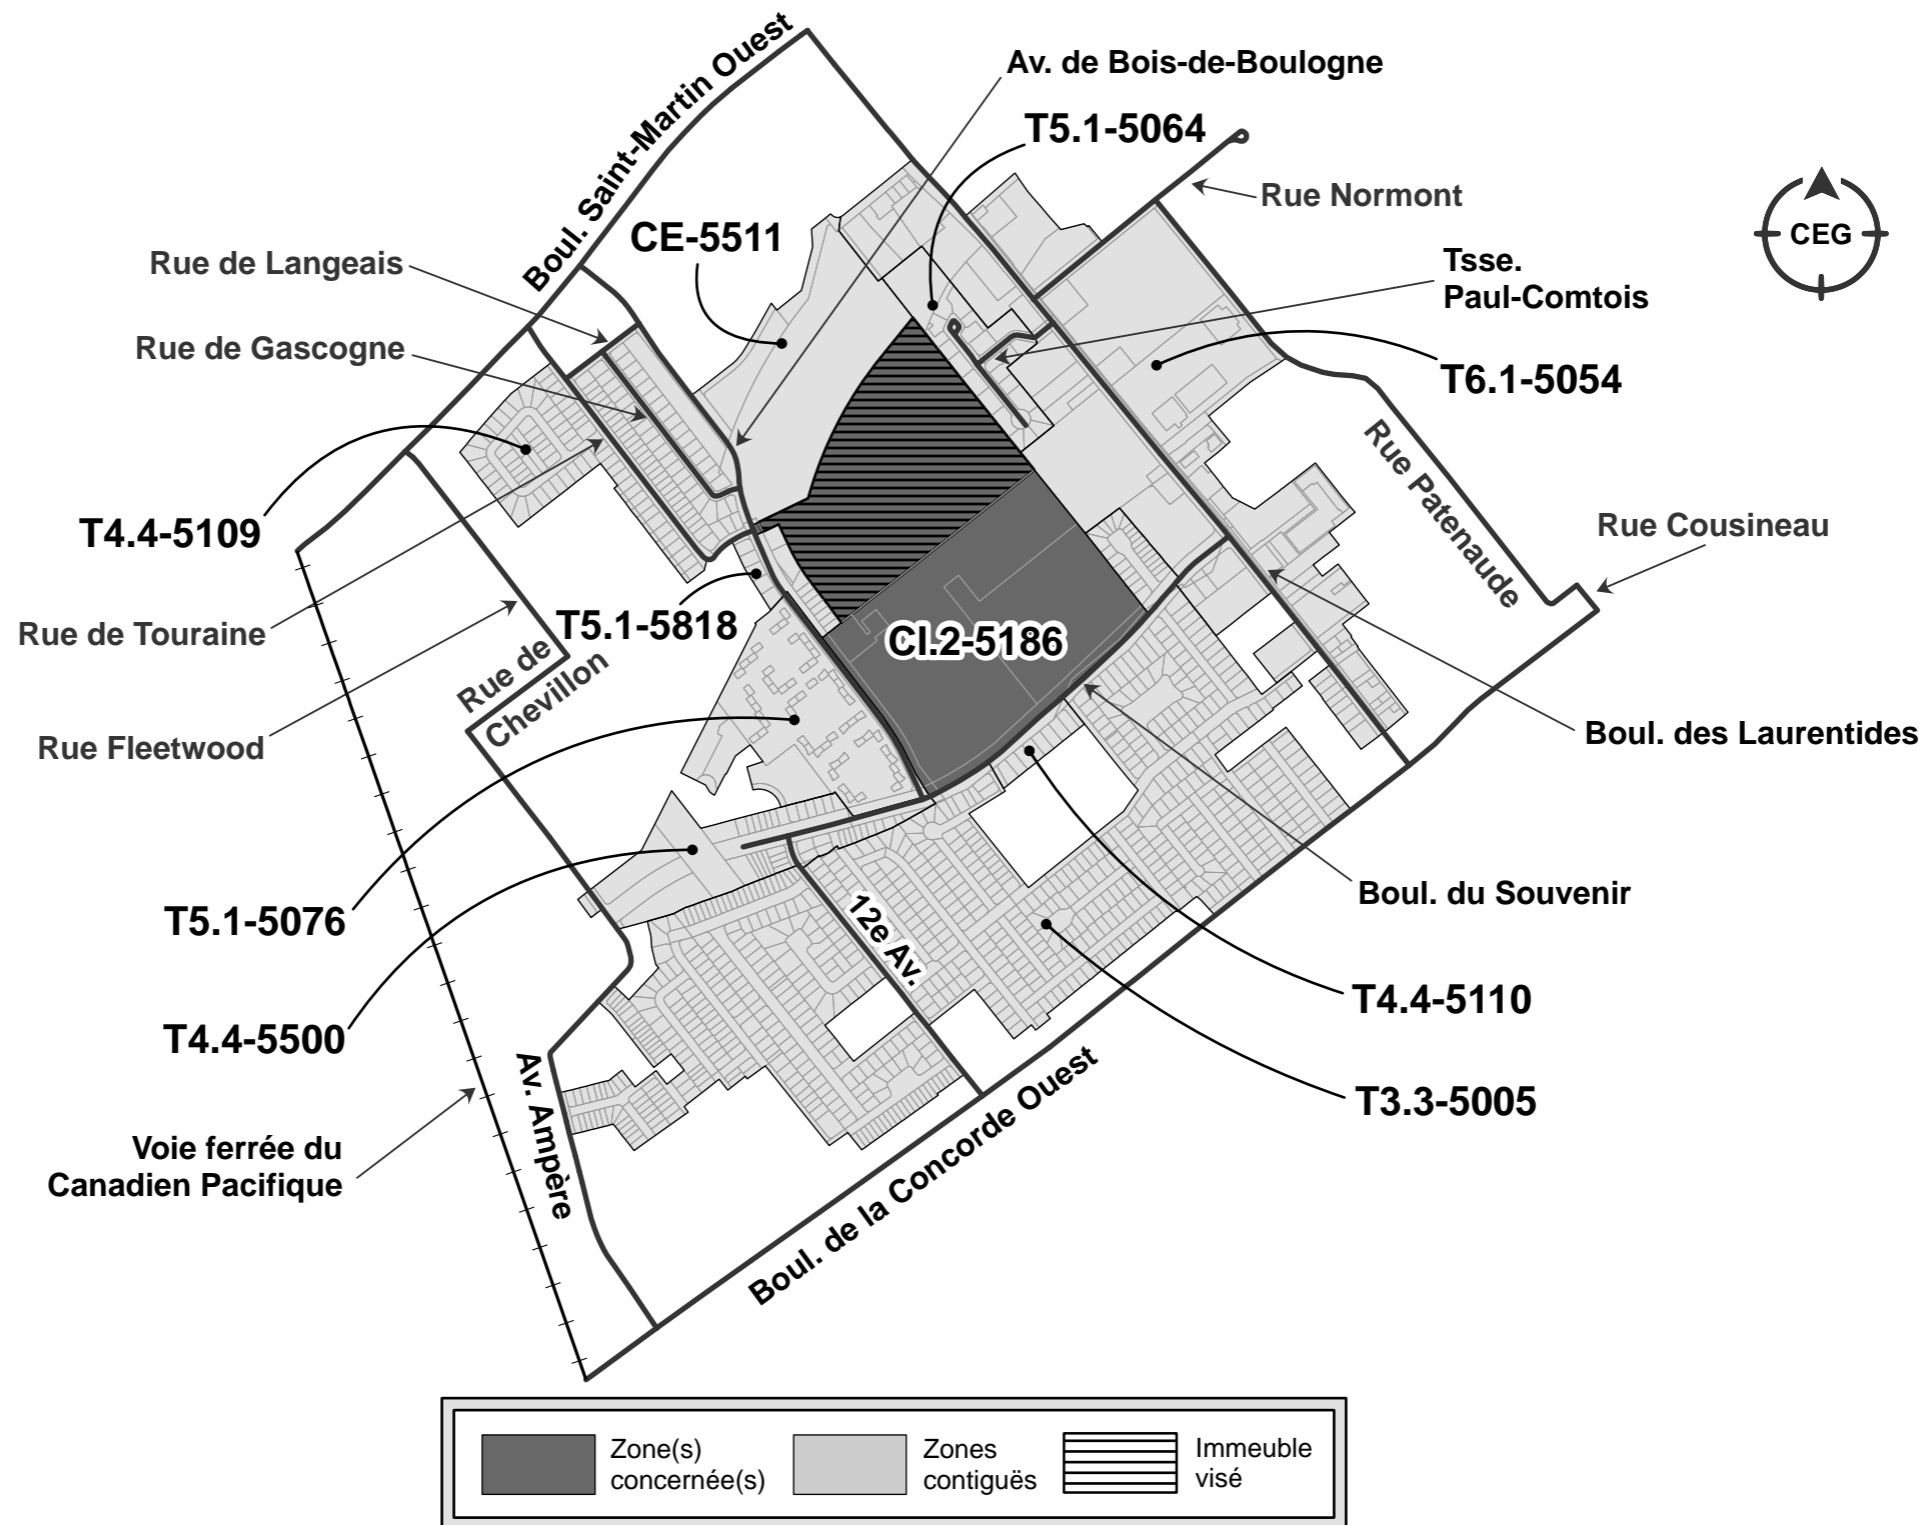 Boul. Saint-Martin Ouest
Av. de Bois-de-Boulogne
T5.1-5064
Rue Normont
CEG
CE-5511
Rue de Langeais
Tsse.
Paul-Comtois
Rue de Gascogne
T6.1-5054
Rue Patenaude
T4.4-5109
Rue Cousineau
Rue de Touraine
T5.1-5818
CI.2-5186
Rue de
Chevillon
Rue Fleetwood
Boul. des Laurentides
T5.1-5076
Boul. du Souvenir
12e Av.
T4.4-5110
T4.4-5500
Av. Ampère
T3.3-5005
Voie ferrée du
Canadien Pacifique
Boul. de la Concorde Ouest
Zone(s)
concernée(s)
Zones
contiguës
Immeuble
visé